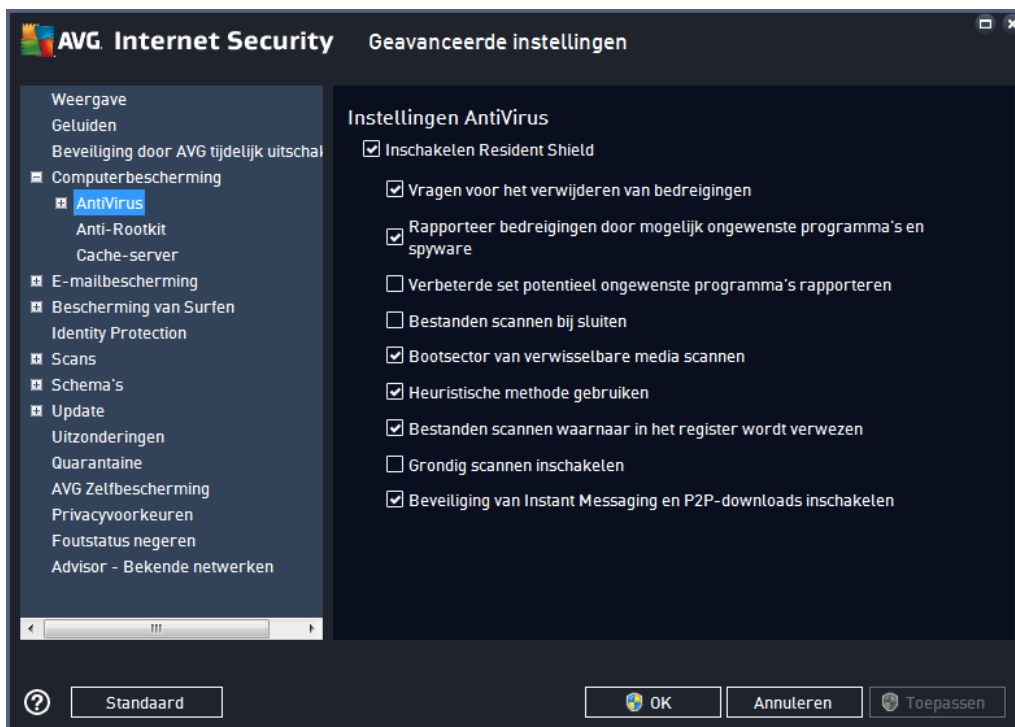 AVG. Internet Security
Geavanceerde instellingen
Weergave
Geluiden
Beveiliging door AVG tijdelijk uitschak
Computerbescherming
AntiVirus
Anti-Rootkit
Cache-server
E-mailbescherming
Bescherming van Surfen
Identity Protection
Scans
Schema's
Update
Uitzonderingen
Quarantaine
AVG Zelfbescherming
Privacyvoorkeuren
Foutstatus negeren
Advisor - Bekende netwerken
Instellingen AntiVirus
Inschakelen Resident Shield
Vragen voor het verwijderen van bedreigingen
Rapporteer bedreigingen door mogelijk ongewenste programma's en
spyware
Verbeterde set potentieel ongewenste programma's rapporteren
Bestanden scannen bij sluiten
Bootsector van verwisselbare media scannen
Heuristische methode gebruiken
Bestanden scannen waarnaar in het register wordt verwezen
Grondig scannen inschakelen
Beveiliging van Instant Messaging en P2P-downloads inschakelen
?
Standaard
OK
Annuleren
Toepassen